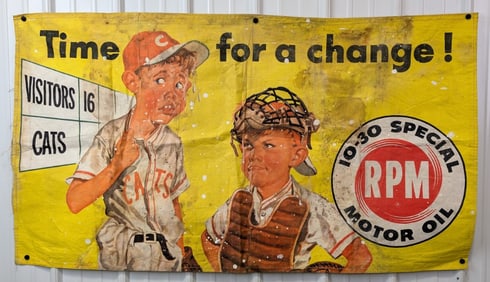 Time for a change!
VISITORS 16
CATS
C
CATS
10-30 SPECIAL
RPM
MOTOR OIL